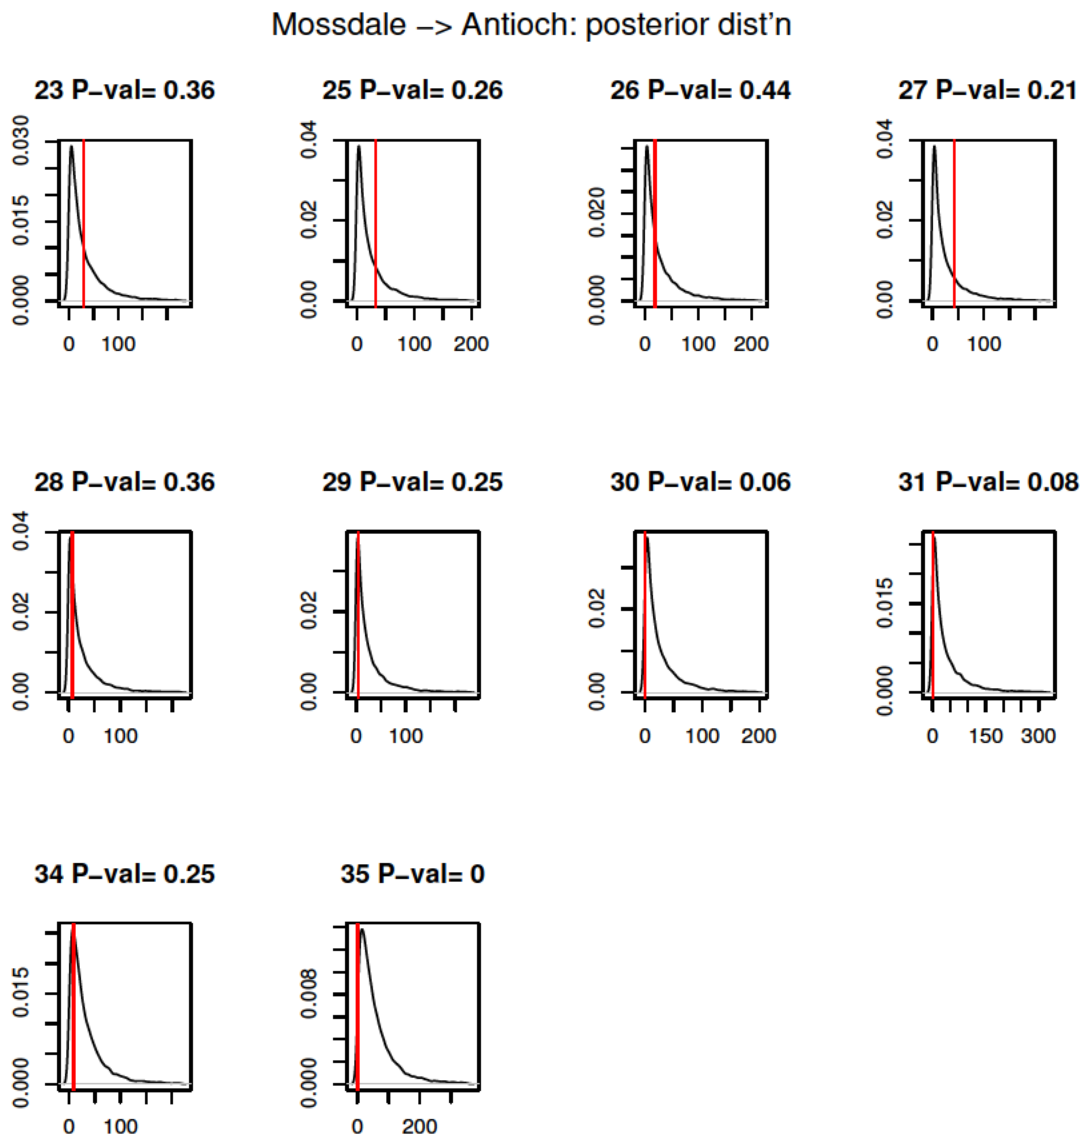 Mossdale −> Antioch: posterior dist'n
23 P−val= 0.36
25 P−val= 0.26
26 P−val= 0.44
27 P−val= 0.21
0.000 0.015 0.030
0 100
0.00 0.02 0.04
0 100 200
0.000 0.020
0 100 200
0.00 0.02 0.04
0 100
28 P−val= 0.36
29 P−val= 0.25
30 P−val= 0.06
31 P−val= 0.08
0.00 0.02 0.04
0 100
0.00 0.02
0 100
0.00 0.02
0 100 200
0.000 0.015
0 150 300
34 P−val= 0.25
35 P−val= 0
0.000 0.015
0 100
0.000 0.008
0 200